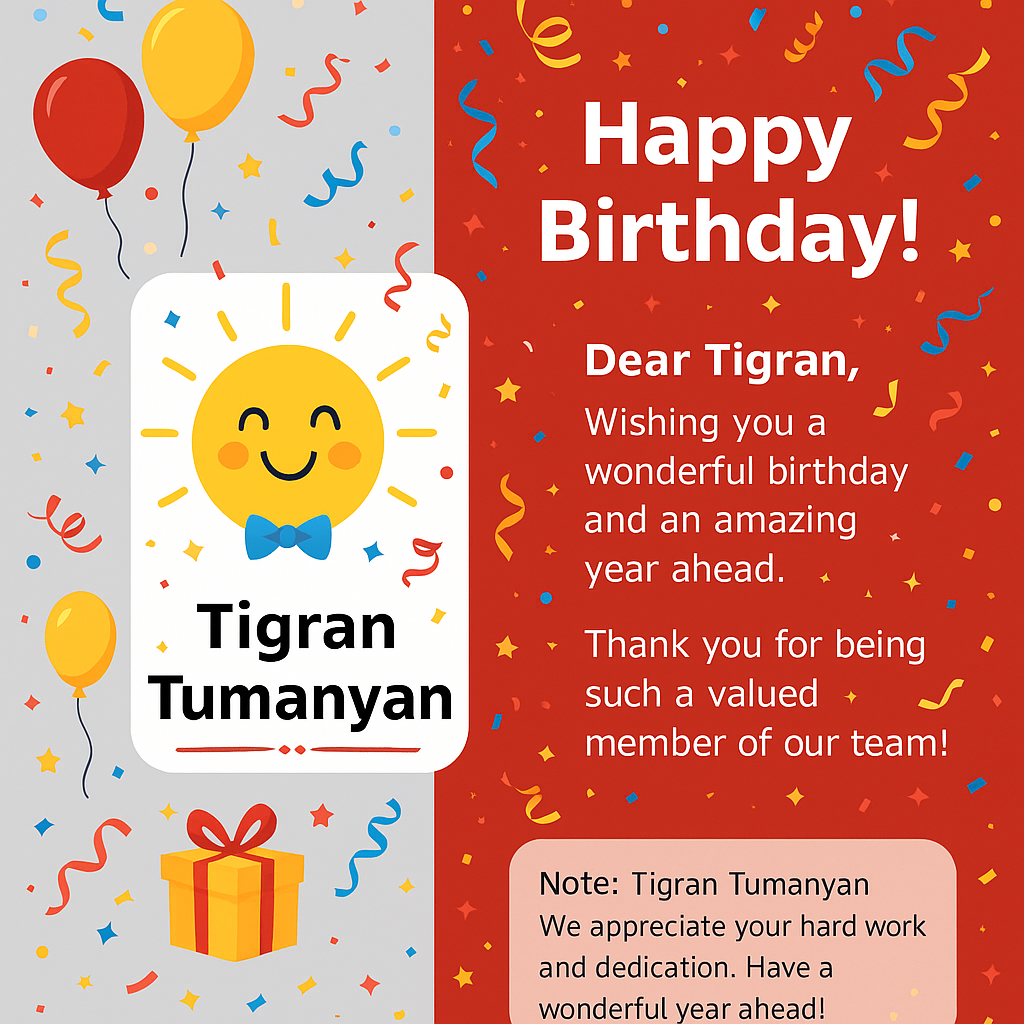 Happy
Birthday!
Dear Tigran,
Wishing you a
wonderful birthday
and an amazing
year ahead.
Thank you for being
such a valued
member of our team!
Tigran
Tumanyan
Note: Tigran Tumanyan
We appreciate your hard work
and dedication. Have a
wonderful year ahead!